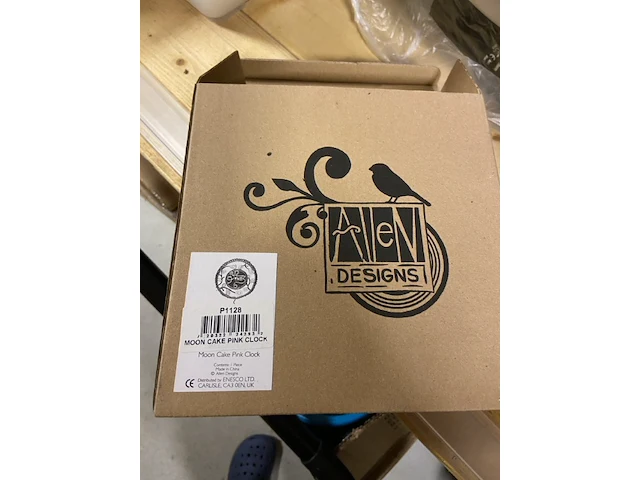 Allen
DESIGNS
P1128
MOON CAKE PINK CLOCK
Moon Cake Pink Clock
Contents: 1 Piece
Made in China
© Allen Designs
CE Distributed by ENESCO LTD.
CARLISLE, CA3 0EN, UK